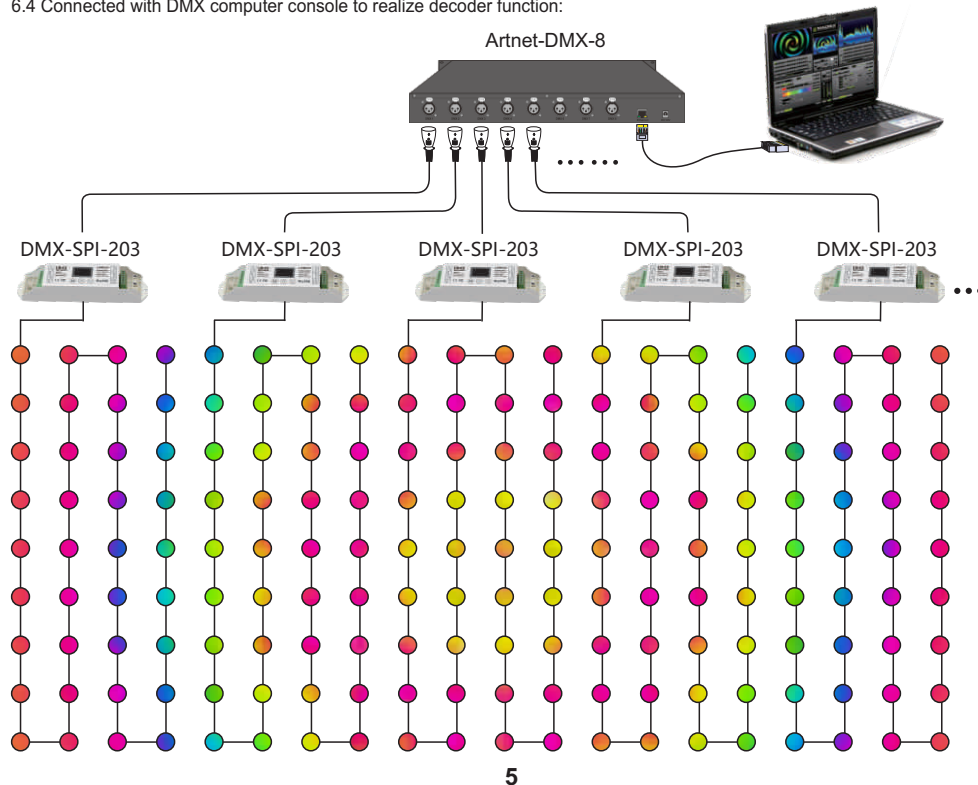 6.4 Connected with DMX computer console to realize decoder function:
Artnet-DMX-8
DMX-SPI-203 DMX-SPI-203 DMX-SPI-203 DMX-SPI-203 DMX-SPI-203
5